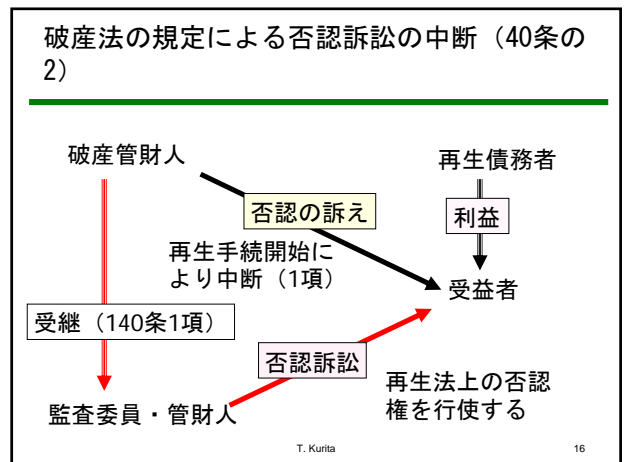 破産法の規定による否認訴訟の中断（40条の
2）
破産管財人
再生債務者
否認の訴え
利益
再生手続開始に
より中断（1項）
受益者
受継（140条1項）
否認訴訟
再生法上の否認
権を行使する
監査委員・管財人
T. Kurita
16